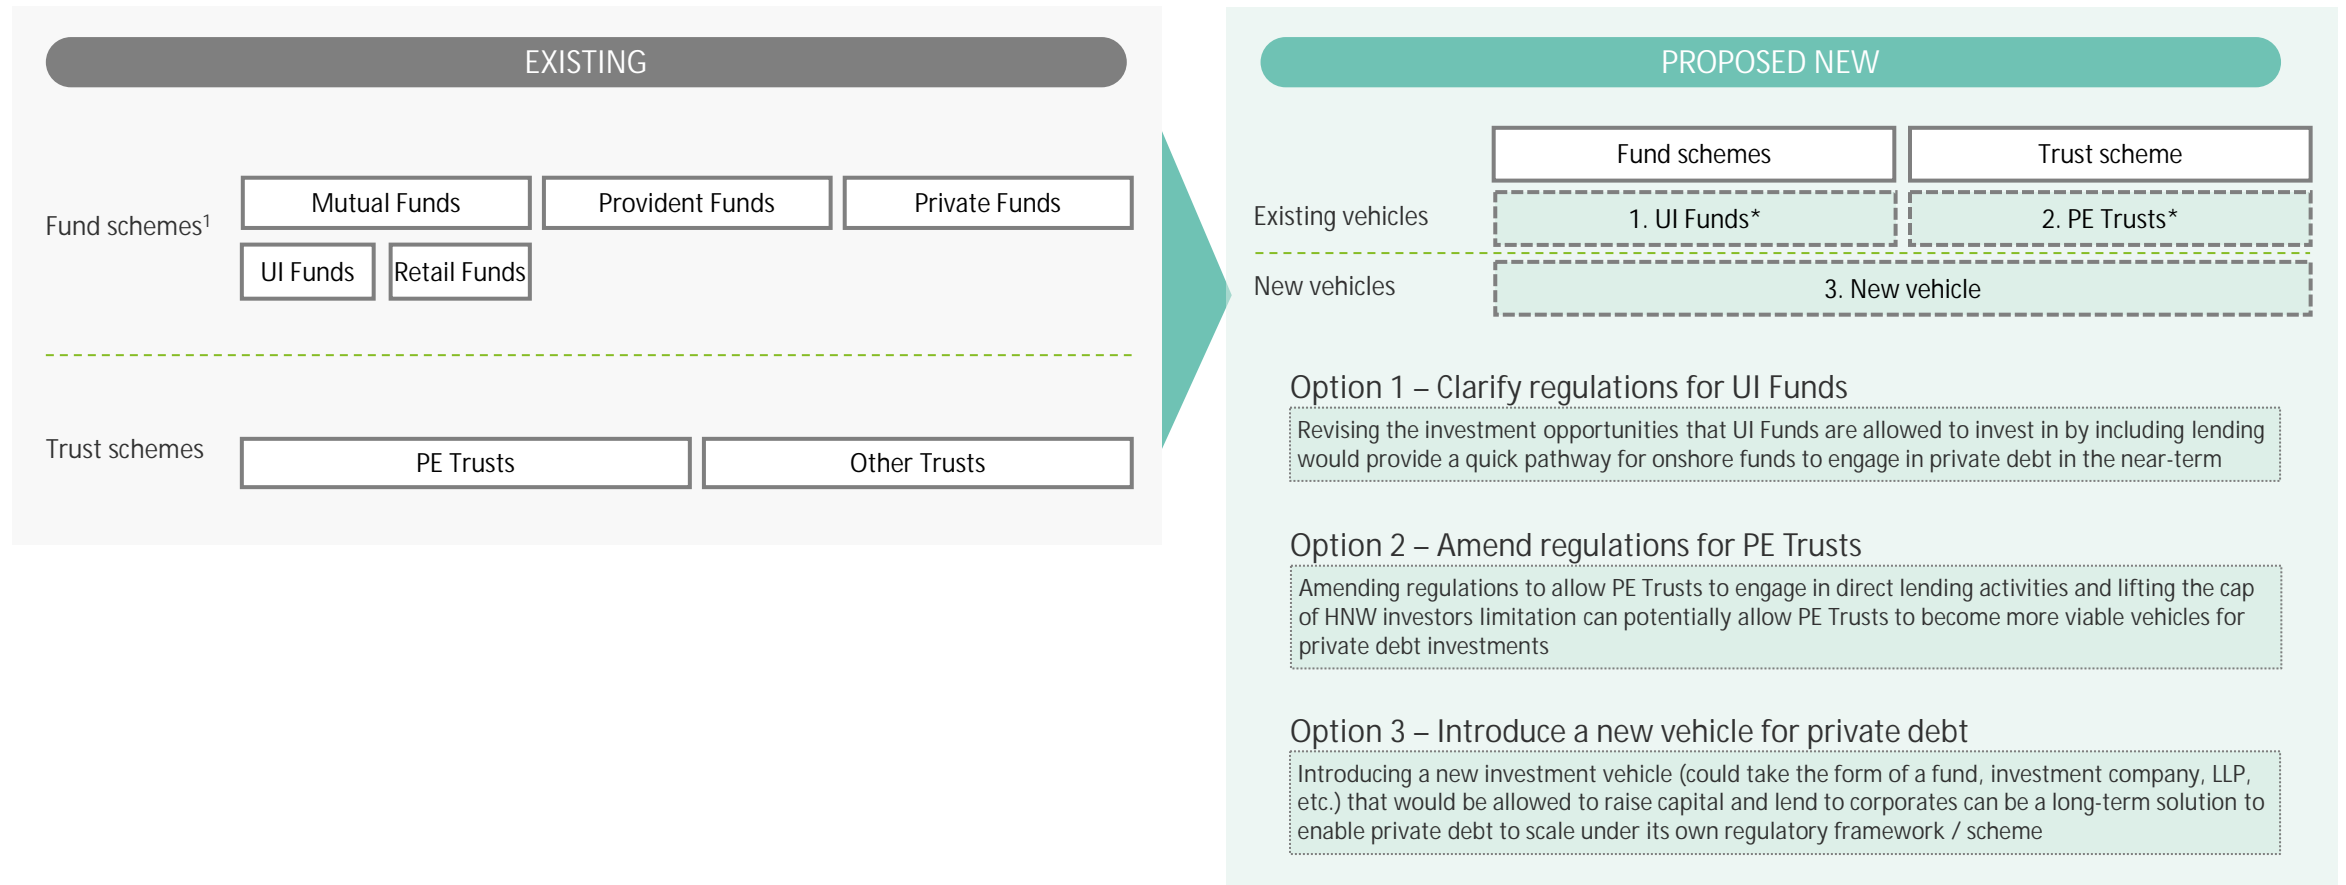 EXISTING
Fund schemes1
Mutual Funds
Provident Funds
Private Funds
UI Funds
Retail Funds
Trust schemes
PE Trusts
Other Trusts
PROPOSED NEW
Fund schemes
Trust scheme
Existing vehicles
1. UI Funds*
2. PE Trusts*
New vehicles
3. New vehicle
Option 1 – Clarify regulations for UI Funds
Revising the investment opportunities that UI Funds are allowed to invest in by including lending
would provide a quick pathway for onshore funds to engage in private debt in the near-term
Option 2 – Amend regulations for PE Trusts
Amending regulations to allow PE Trusts to engage in direct lending activities and lifting the cap
of HNW investors limitation can potentially allow PE Trusts to become more viable vehicles for
private debt investments
Option 3 – Introduce a new vehicle for private debt
Introducing a new investment vehicle (could take the form of a fund, investment company, LLP,
etc.) that would be allowed to raise capital and lend to corporates can be a long-term solution to
enable private debt to scale under its own regulatory framework / scheme